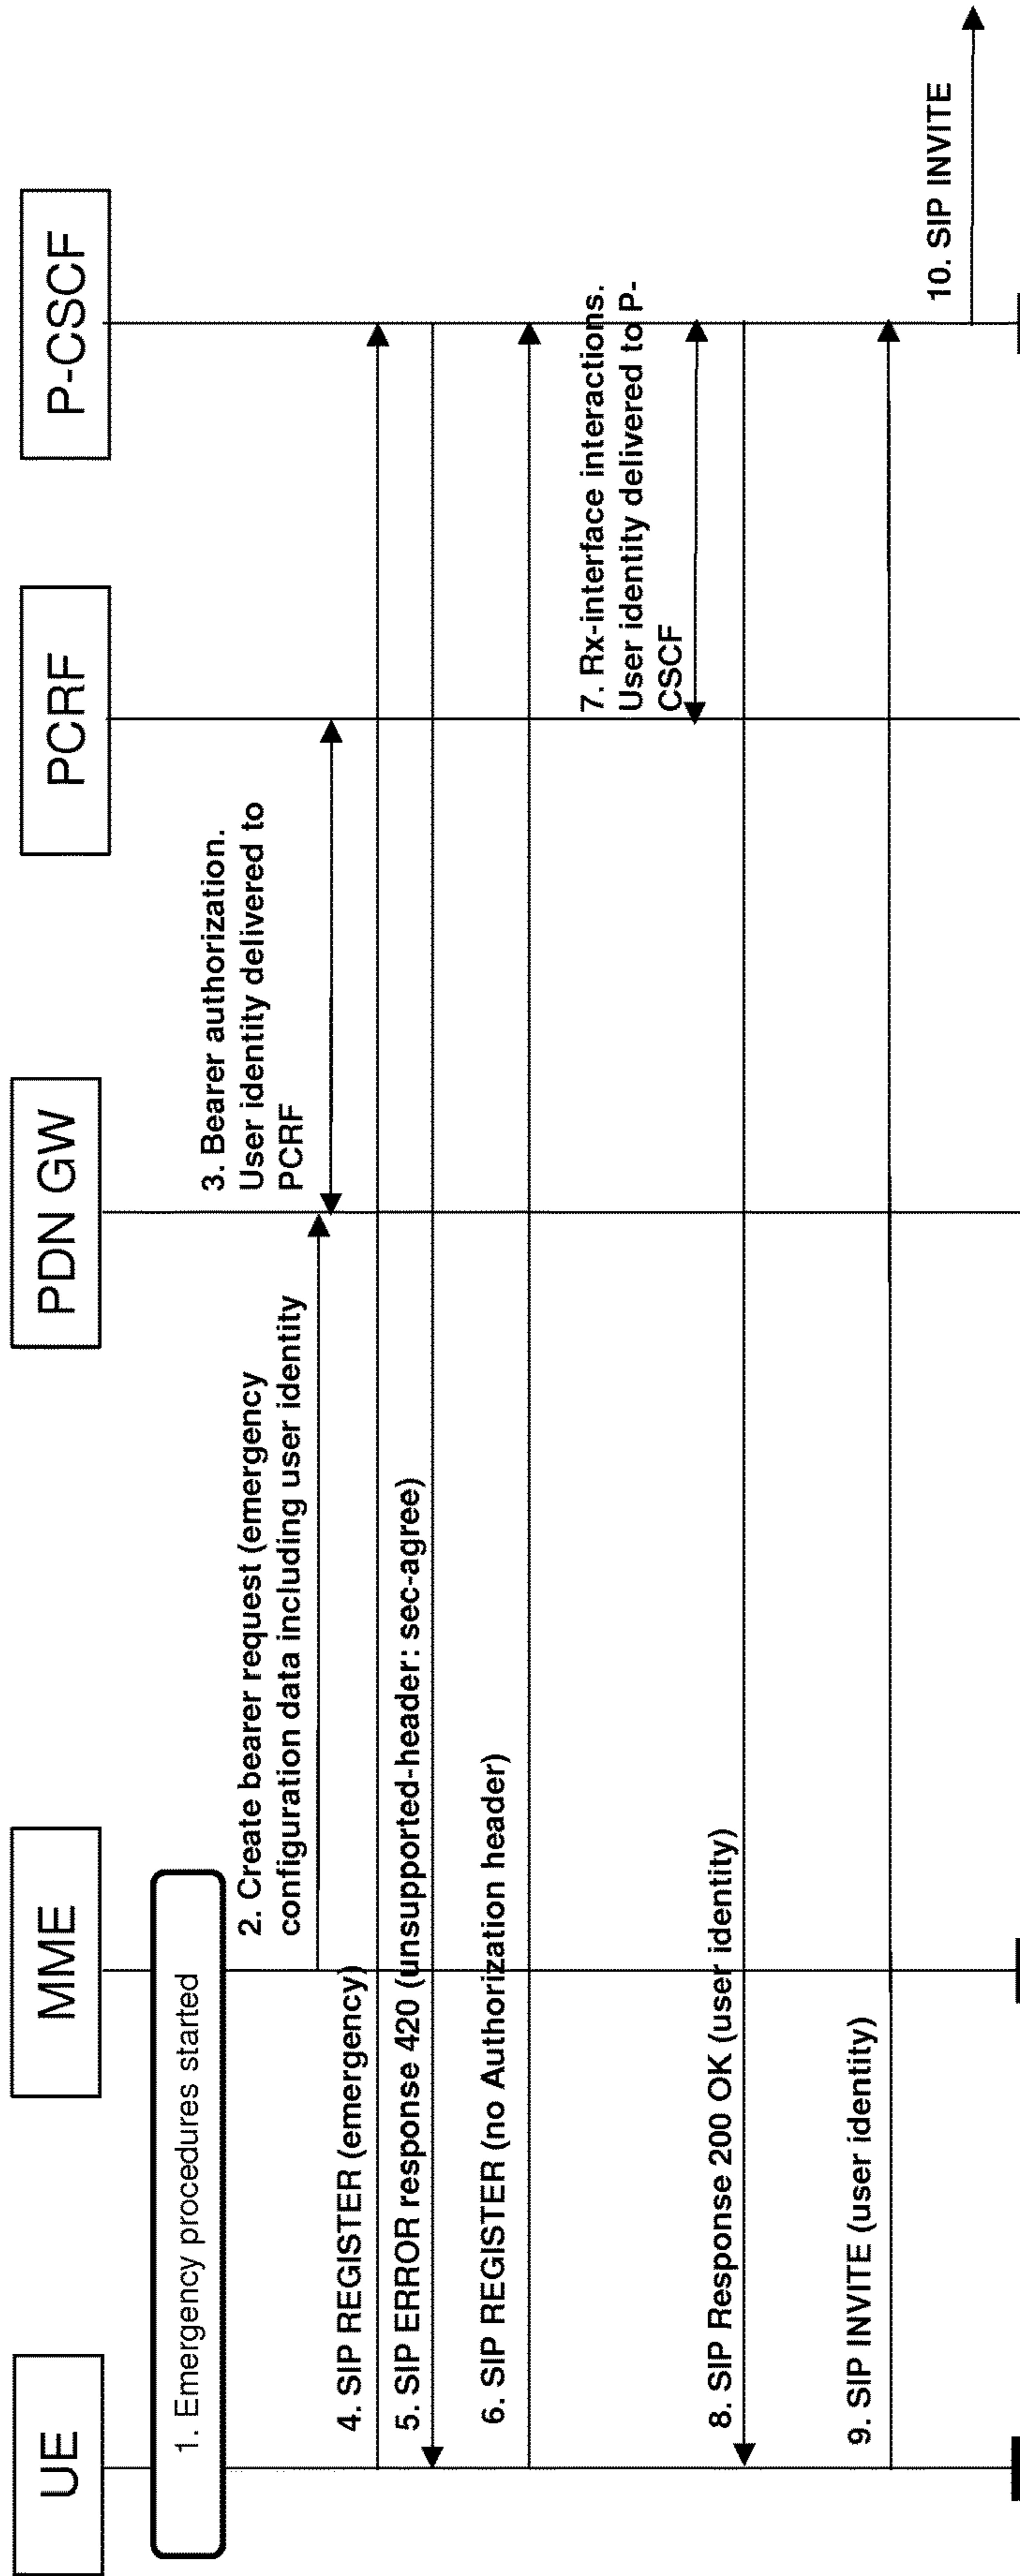 UE
MME
PDN GW
PCRF
P-CSCF
1. Emergency procedures started
2. Create bearer request (emergency
configuration data including user identity
3. Bearer authorization.
User identity delivered to
PCRF
4. SIP REGISTER (emergency)
5. SIP ERROR response 420 (unsupported-header: sec-agree)
6. SIP REGISTER (no Authorization header)
7. Rx-interface interactions.
User identity delivered to P-
CSCF
8. SIP Response 200 OK (user identity)
9. SIP INVITE (user identity)
10. SIP INVITE